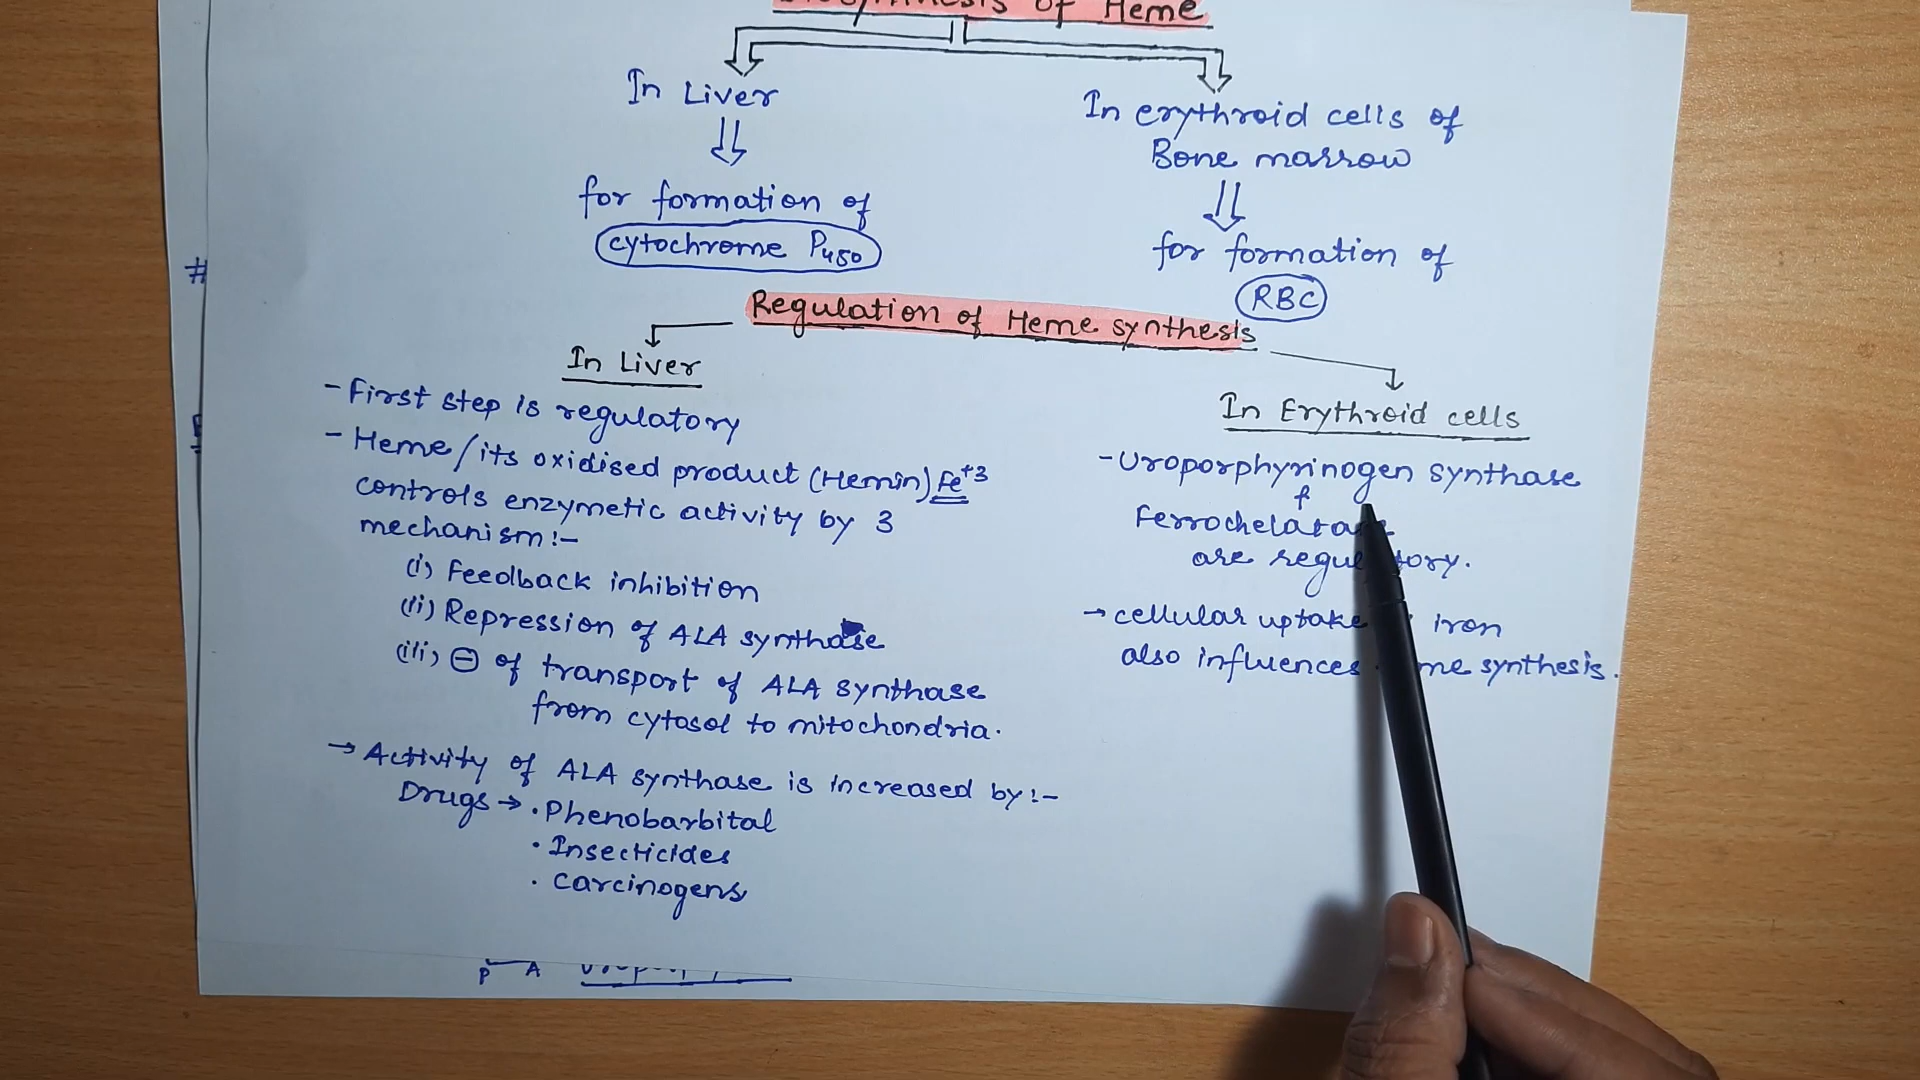 Biosynthesis of Heme
In Liver
for formation of
cytochrome P450
In erythroid cells of
Bone marrow
for formation of
RBC
Regulation of Heme synthesis
In Liver
- First step is regulatory
- Heme/its oxidised product (Hemin) Fe+3
controls enzymetic activity by 3
mechanism:-
(i) Feedback inhibition
(ii) Repression of ALA synthase
(iii) ⊖ of transport of ALA synthase
from cytosol to mitochondria.
→ Activity of ALA synthase is increased by:-
Drugs → • Phenobarbital
• Insecticides
• carcinogens
In Erythroid cells
- Uroporphyrinogen synthase
&
Ferrochelatase
are regulatory.
→ cellular uptake iron
also influences synthesis.
#
P A